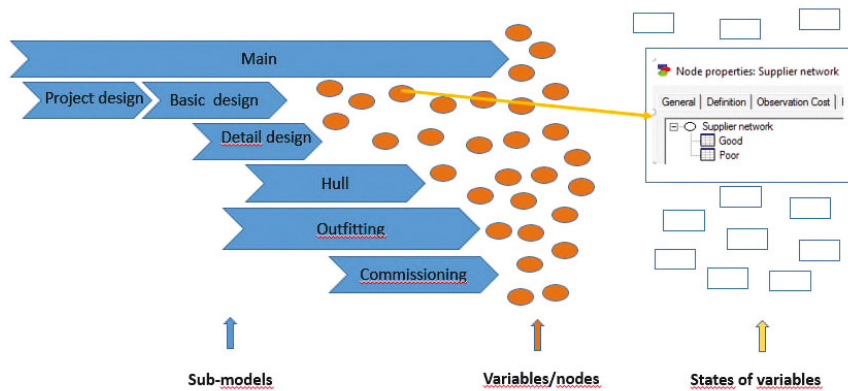 Main
Project design
Basic design
Detail design
Hull
Outfitting
Commissioning
Node properties: Supplier network
General
Definition
Observation Cost
Supplier network
Good
Poor
Sub-models
Variables/nodes
States of variables